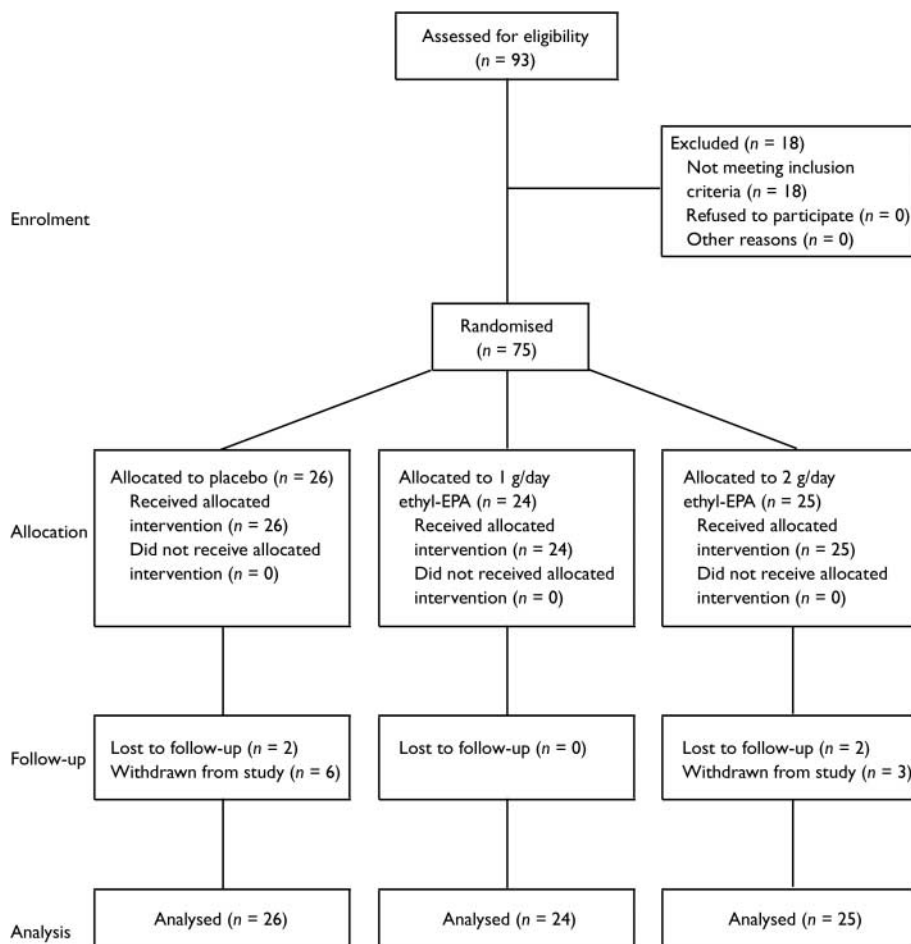 Assessed for eligibility
(n = 93)
Excluded (n = 18)
Not meeting inclusion
criteria (n = 18)
Refused to participate (n = 0)
Other reasons (n = 0)
Enrolment
Randomised
(n = 75)
Allocation
Allocated to placebo (n = 26)
Received allocated
intervention (n = 26)
Did not receive allocated
intervention (n = 0)
Allocated to 1 g/day
ethyl-EPA (n = 24)
Received allocated
intervention (n = 24)
Did not received allocated
intervention (n = 0)
Allocated to 2 g/day
ethyl-EPA (n = 25)
Received allocated
intervention (n = 25)
Did not receive allocated
intervention (n = 0)
Follow-up
Lost to follow-up (n = 2)
Withdrawn from study (n = 6)
Lost to follow-up (n = 0)
Lost to follow-up (n = 2)
Withdrawn from study (n = 3)
Analysis
Analysed (n = 26)
Analysed (n = 24)
Analysed (n = 25)